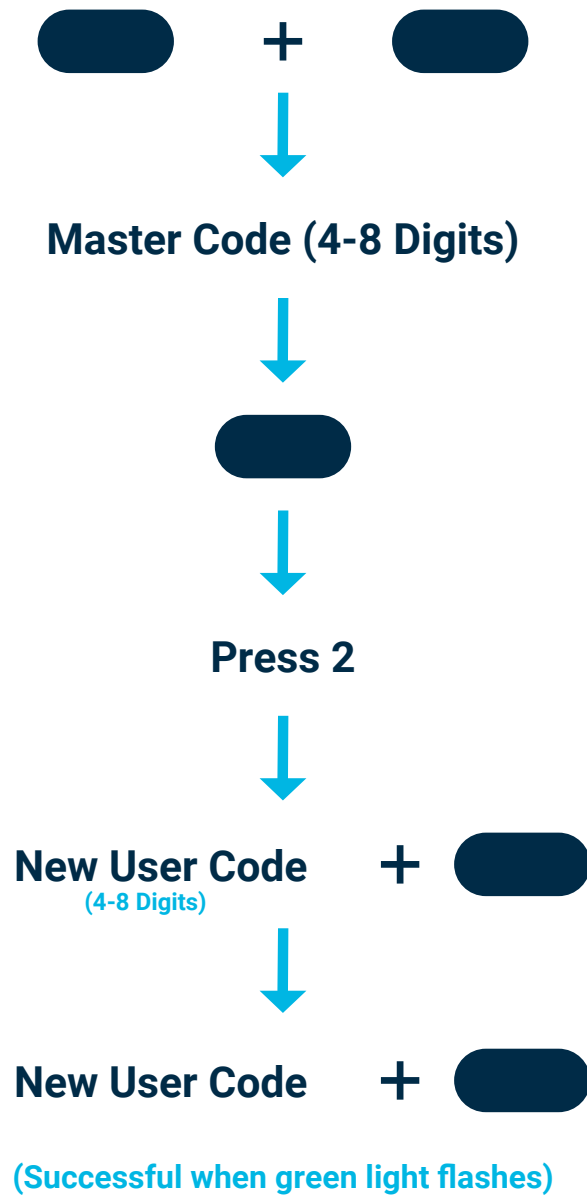 +
Master Code (4-8 Digits)
Press 2
New User Code +
(4-8 Digits)
New User Code +
(Successful when green light flashes)